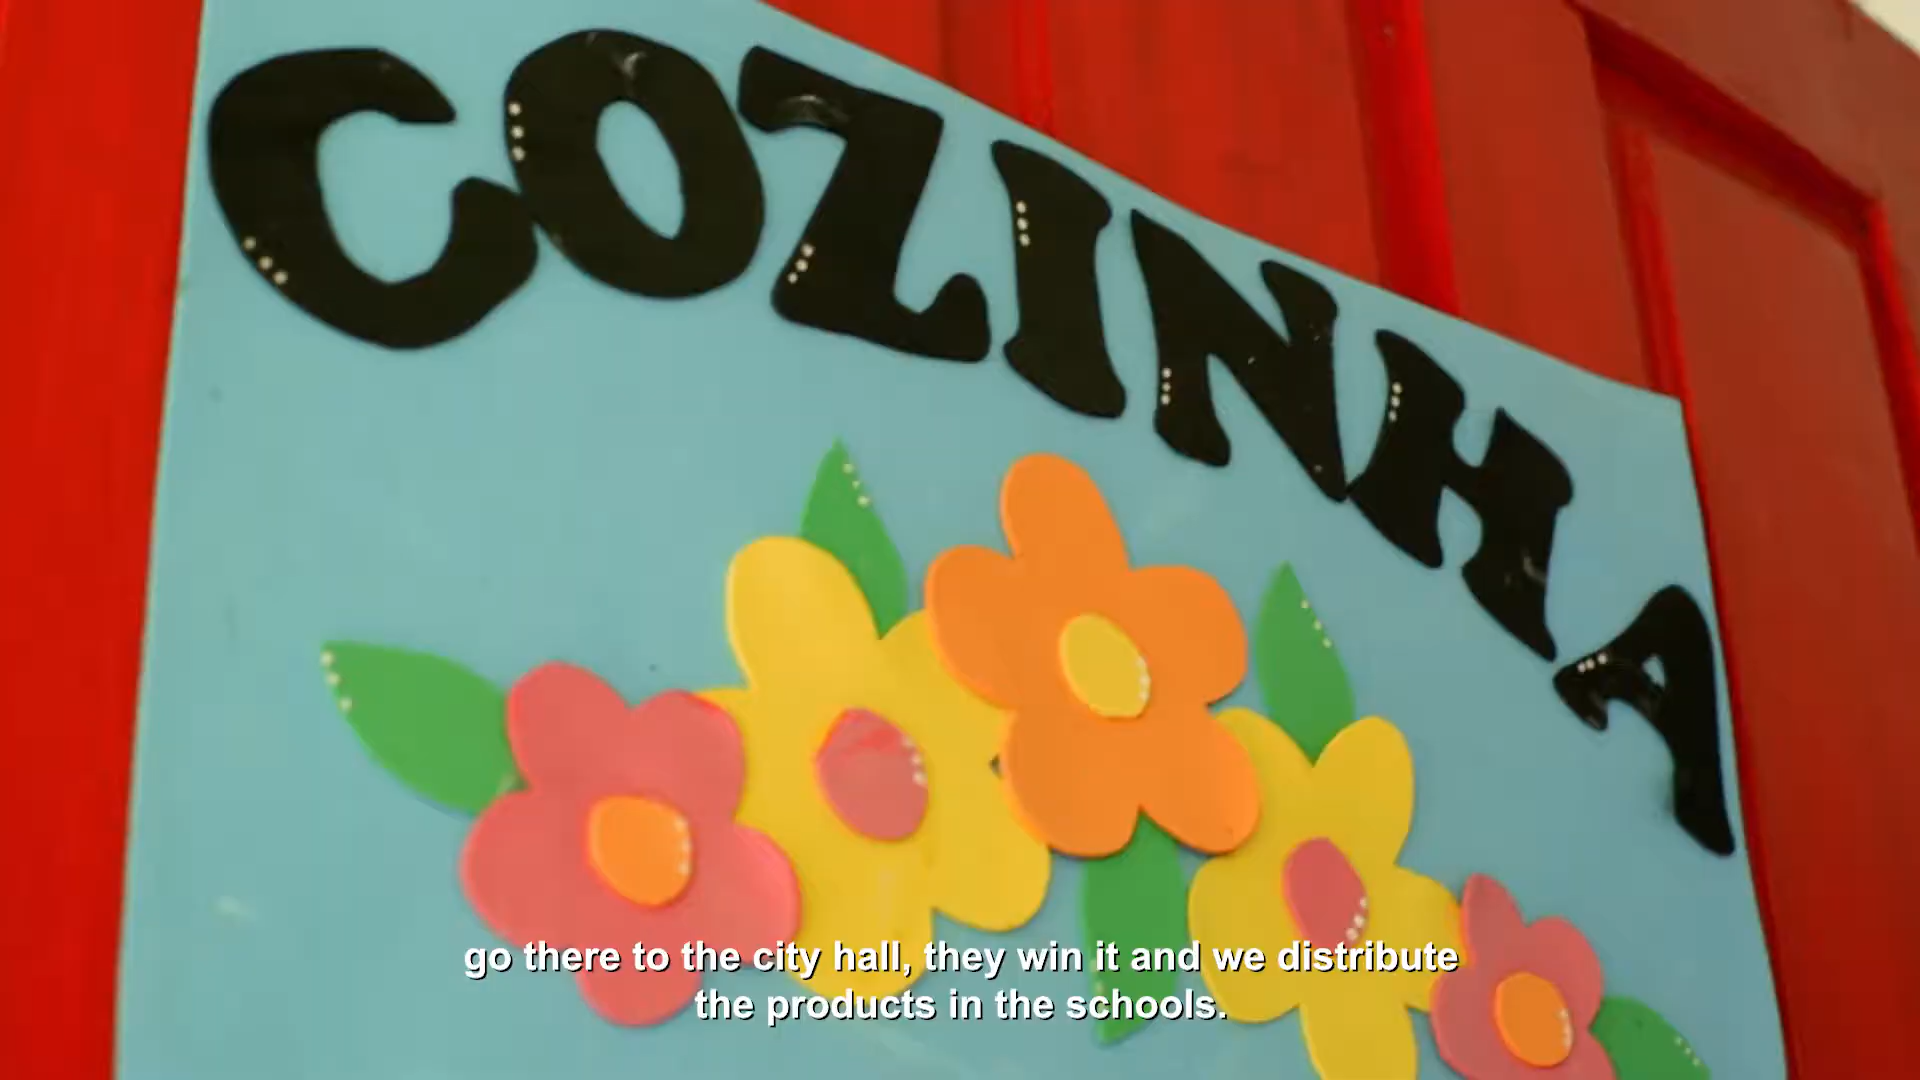 COZINHA
go there to the city hall, they win it and we distribute
the products in the schools.